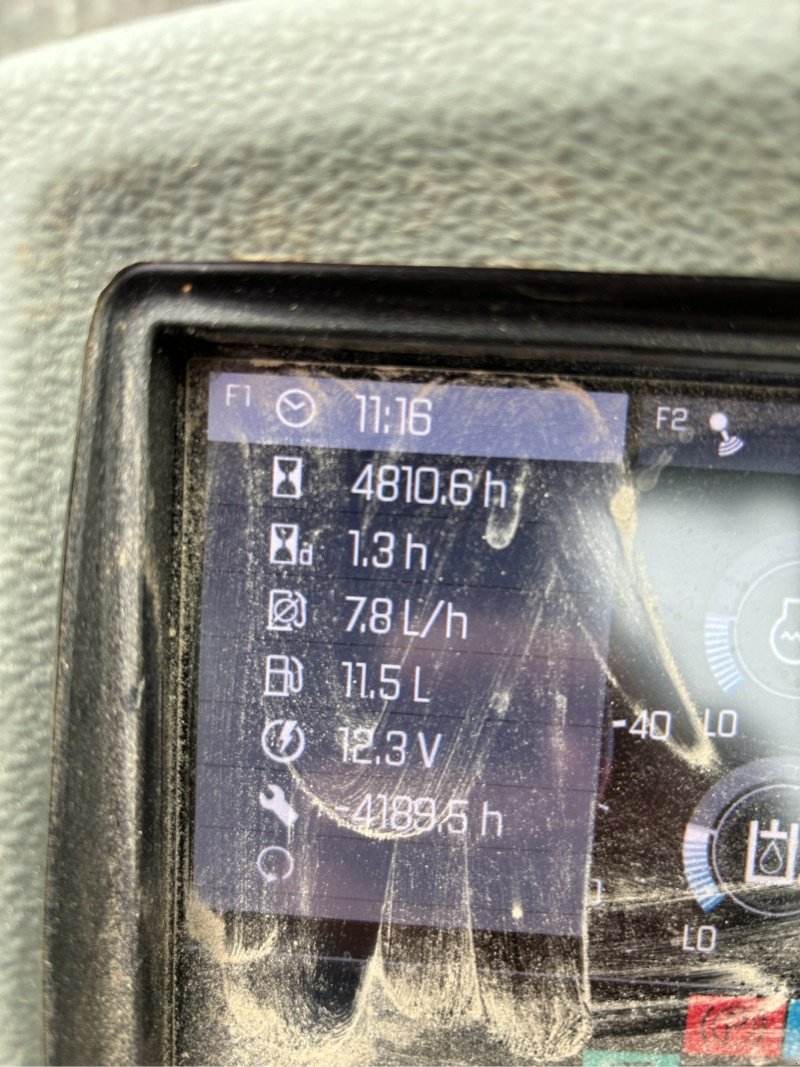 F1 11:16
F2
4810.6 h
1.3 h
7.8 L/h
11.5 L
12.3 V
-4189.5 h
-40
LO
LO